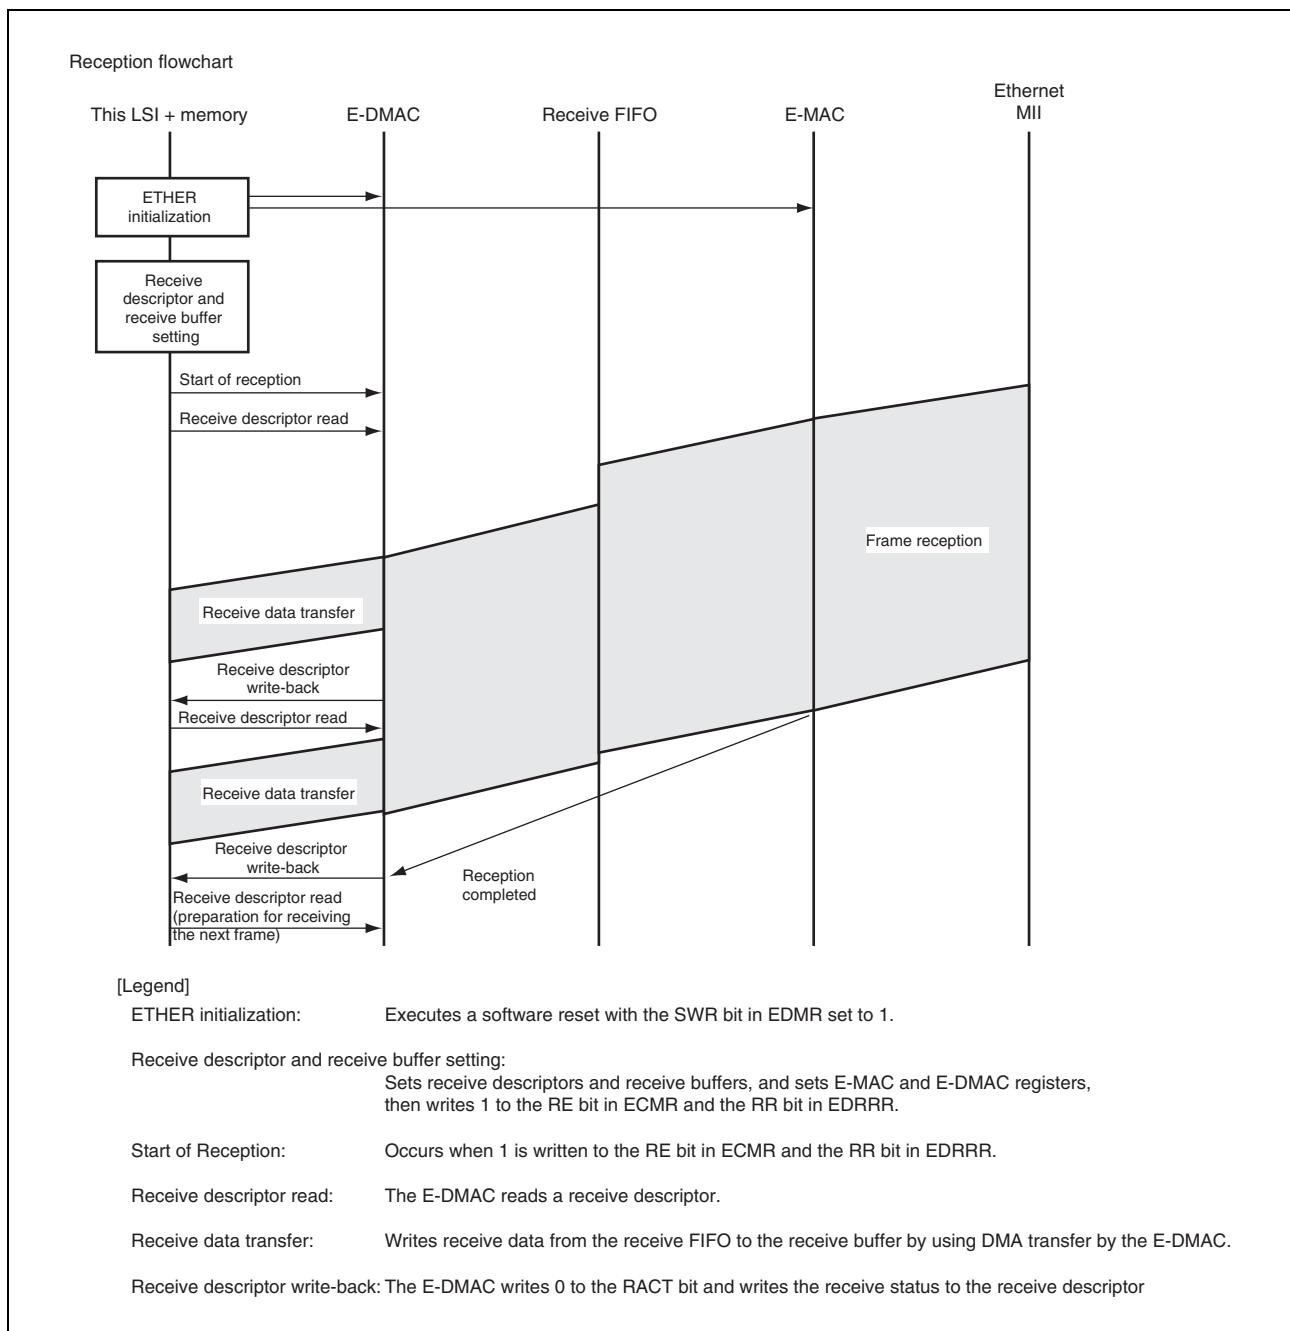 Reception flowchart
This LSI + memory
E-DMAC
Receive FIFO
E-MAC
Ethernet
MII
ETHER
initialization
Receive
descriptor and
receive buffer
setting
Start of reception
Receive descriptor read
Frame reception
Receive data transfer
Receive descriptor
write-back
Receive descriptor read
Receive data transfer
Receive descriptor
write-back
Reception
completed
Receive descriptor read
(preparation for receiving
the next frame)
[Legend]
ETHER initialization: Executes a software reset with the SWR bit in EDMR set to 1.
Receive descriptor and receive buffer setting:
Sets receive descriptors and receive buffers, and sets E-MAC and E-DMAC registers,
then writes 1 to the RE bit in ECMR and the RR bit in EDRRR.
Start of Reception: Occurs when 1 is written to the RE bit in ECMR and the RR bit in EDRRR.
Receive descriptor read: The E-DMAC reads a receive descriptor.
Receive data transfer: Writes receive data from the receive FIFO to the receive buffer by using DMA transfer by the E-DMAC.
Receive descriptor write-back: The E-DMAC writes 0 to the RACT bit and writes the receive status to the receive descriptor